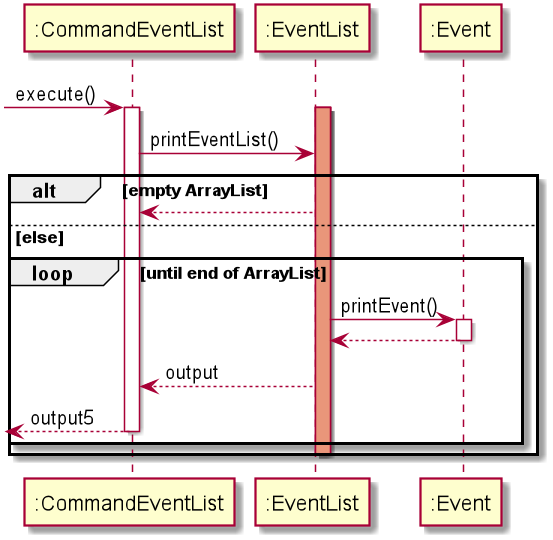 :CommandEventList :EventList :Event
execute()
printEventList()
alt [empty ArrayList]
[else]
loop [until end of ArrayList]
printEvent()
output
output5
:CommandEventList :EventList :Event